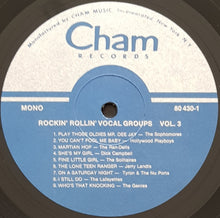 Manufactured by CHAM MUSIC, Incorporated, New York, N.Y.
Cham
RECORDS
MONO
80 430-1
ROCKIN' ROLLIN' VOCAL GROUPS VOL. 3
1. PLAY THOSE OLDIES MR. DEE JAY — The Sophomores
2. YOU CAN'T FOOL ME BABY — Hollywood Playboys
3. MARTIAN HOP — The Ran-Dells
4. SHE'S MY GIRL — Dick Campbell
5. FINE LITTLE GIRL — The Solitaires
6. THE LONE TEEN RANGER — Jerry Landis
7. ON A SATURDAY NIGHT — Tyron & The Nu Ports
8. I STILL DO — The Lafayettes
9. WHO'S THAT KNOCKING — The Genies